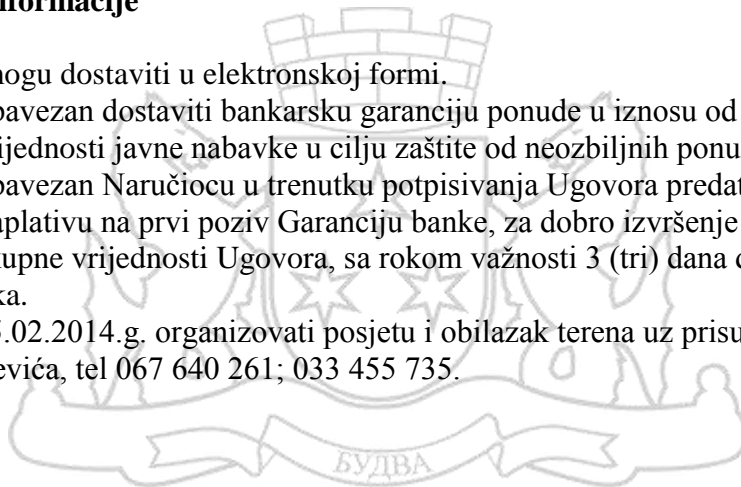 nformacije
mogu dostaviti u elektronskoj formi.
bavezan dostaviti bankarsku garanciju ponude u iznosu od
ijednosti javne nabavke u cilju zaštite od neozbiljnih ponu
bavezan Naručiocu u trenutku potpisivanja Ugovora predat
aplativu na prvi poziv Garanciju banke, za dobro izvršenje
kupne vrijednosti Ugovora, sa rokom važnosti 3 (tri) dana
ka.
.02.2014.g. organizovati posjetu i obilazak terena uz prisu
evića, tel 067 640 261; 033 455 735.
БУДВА